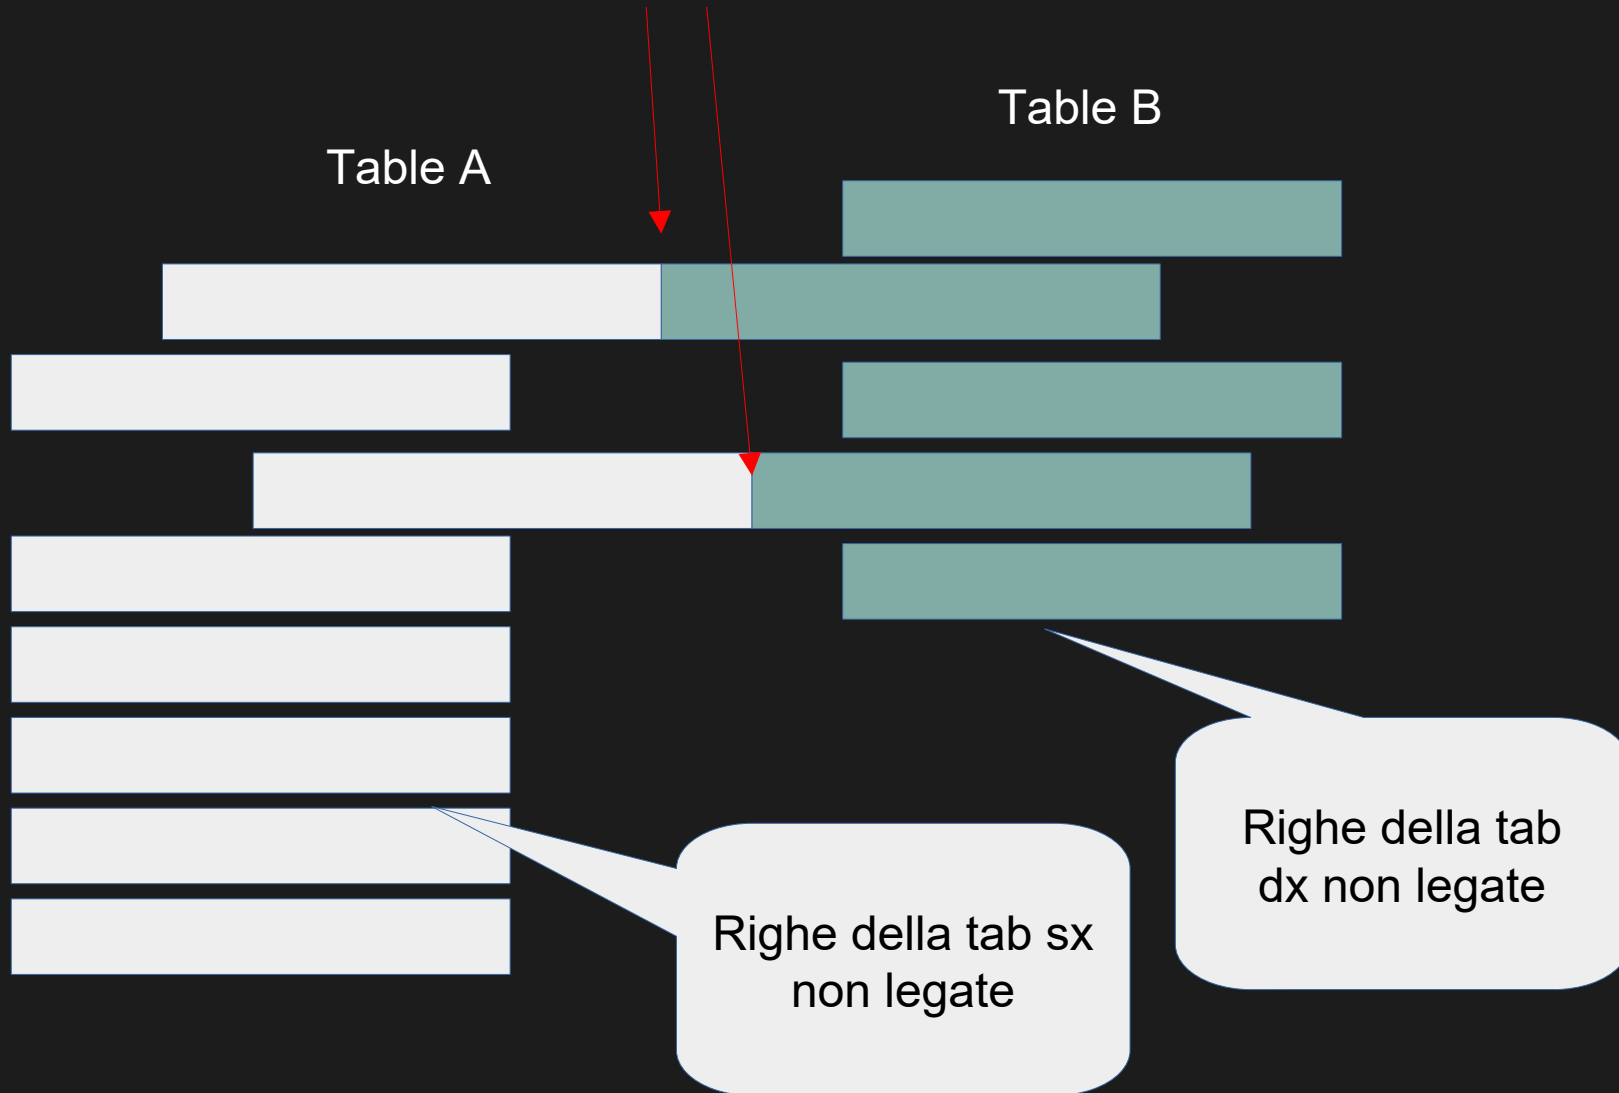 Table B
Table A
Righe della tab
dx non legate
Righe della tab sx
non legate